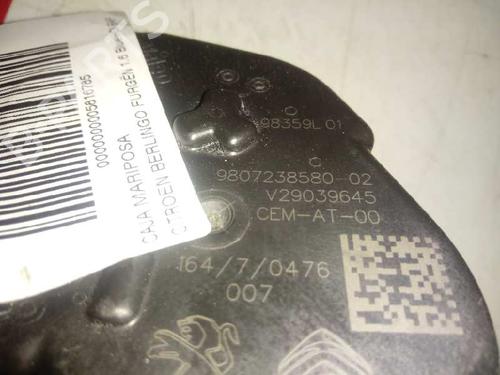 98359L 01
9807238580-02
V29039645
CEM-AT-00
164/7/0476
007
0000000005816785
CAJA MARIPOSA
CITROEN BERLINGO FURGÓN 1.6